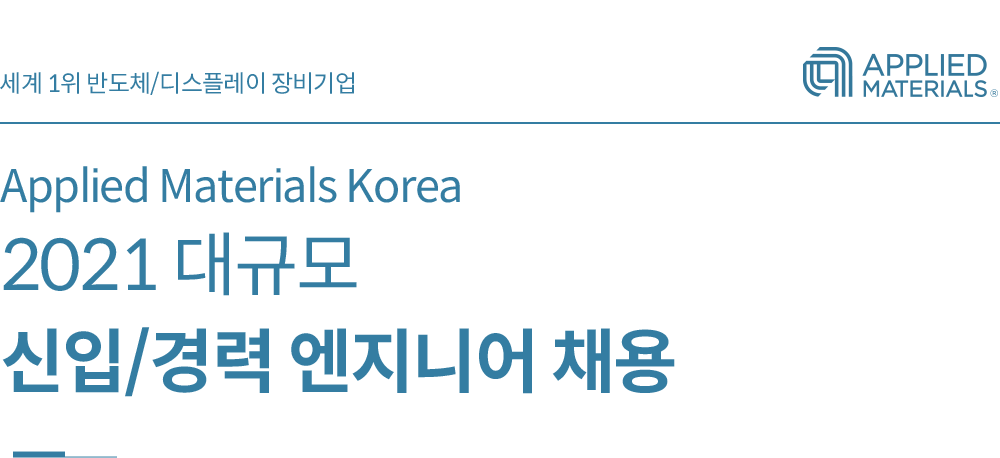 세계 1위 반도체/디스플레이 장비기업
APPLIED
MATERIALS®
Applied Materials Korea
2021 대규모
신입/경력 엔지니어 채용